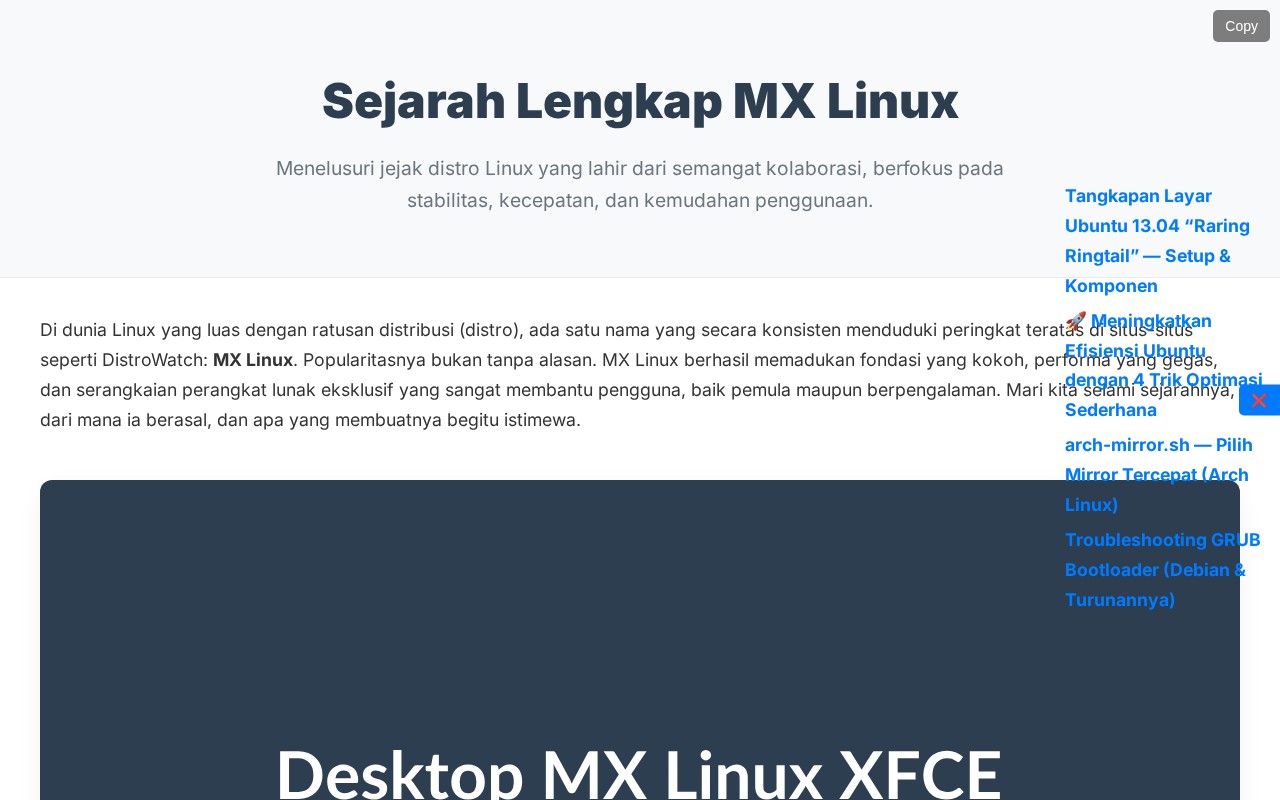 Copy
Sejarah Lengkap MX Linux
Menelusuri jejak distro Linux yang lahir dari semangat kolaborasi, berfokus pada
stabilitas, kecepatan, dan kemudahan penggunaan.
Tangkapan Layar
Ubuntu 13.04 “Raring
Ringtail” — Setup &
Komponen
🚀 Meningkatkan
Efisiensi Ubuntu
dengan 4 Trik Optimasi
Sederhana
arch-mirror.sh — Pilih
Mirror Tercepat (Arch
Linux)
Troubleshooting GRUB
Bootloader (Debian &
Turunannya)
Di dunia Linux yang luas dengan ratusan distribusi (distro), ada satu nama yang secara konsisten menduduki peringkat teratas di situs-situs
seperti DistroWatch: MX Linux. Popularitasnya bukan tanpa alasan. MX Linux berhasil memadukan fondasi yang kokoh, performa yang gegas,
dan serangkaian perangkat lunak eksklusif yang sangat membantu pengguna, baik pemula maupun berpengalaman. Mari kita selami sejarahnya,
dari mana ia berasal, dan apa yang membuatnya begitu istimewa.
Desktop MX Linux XFCE